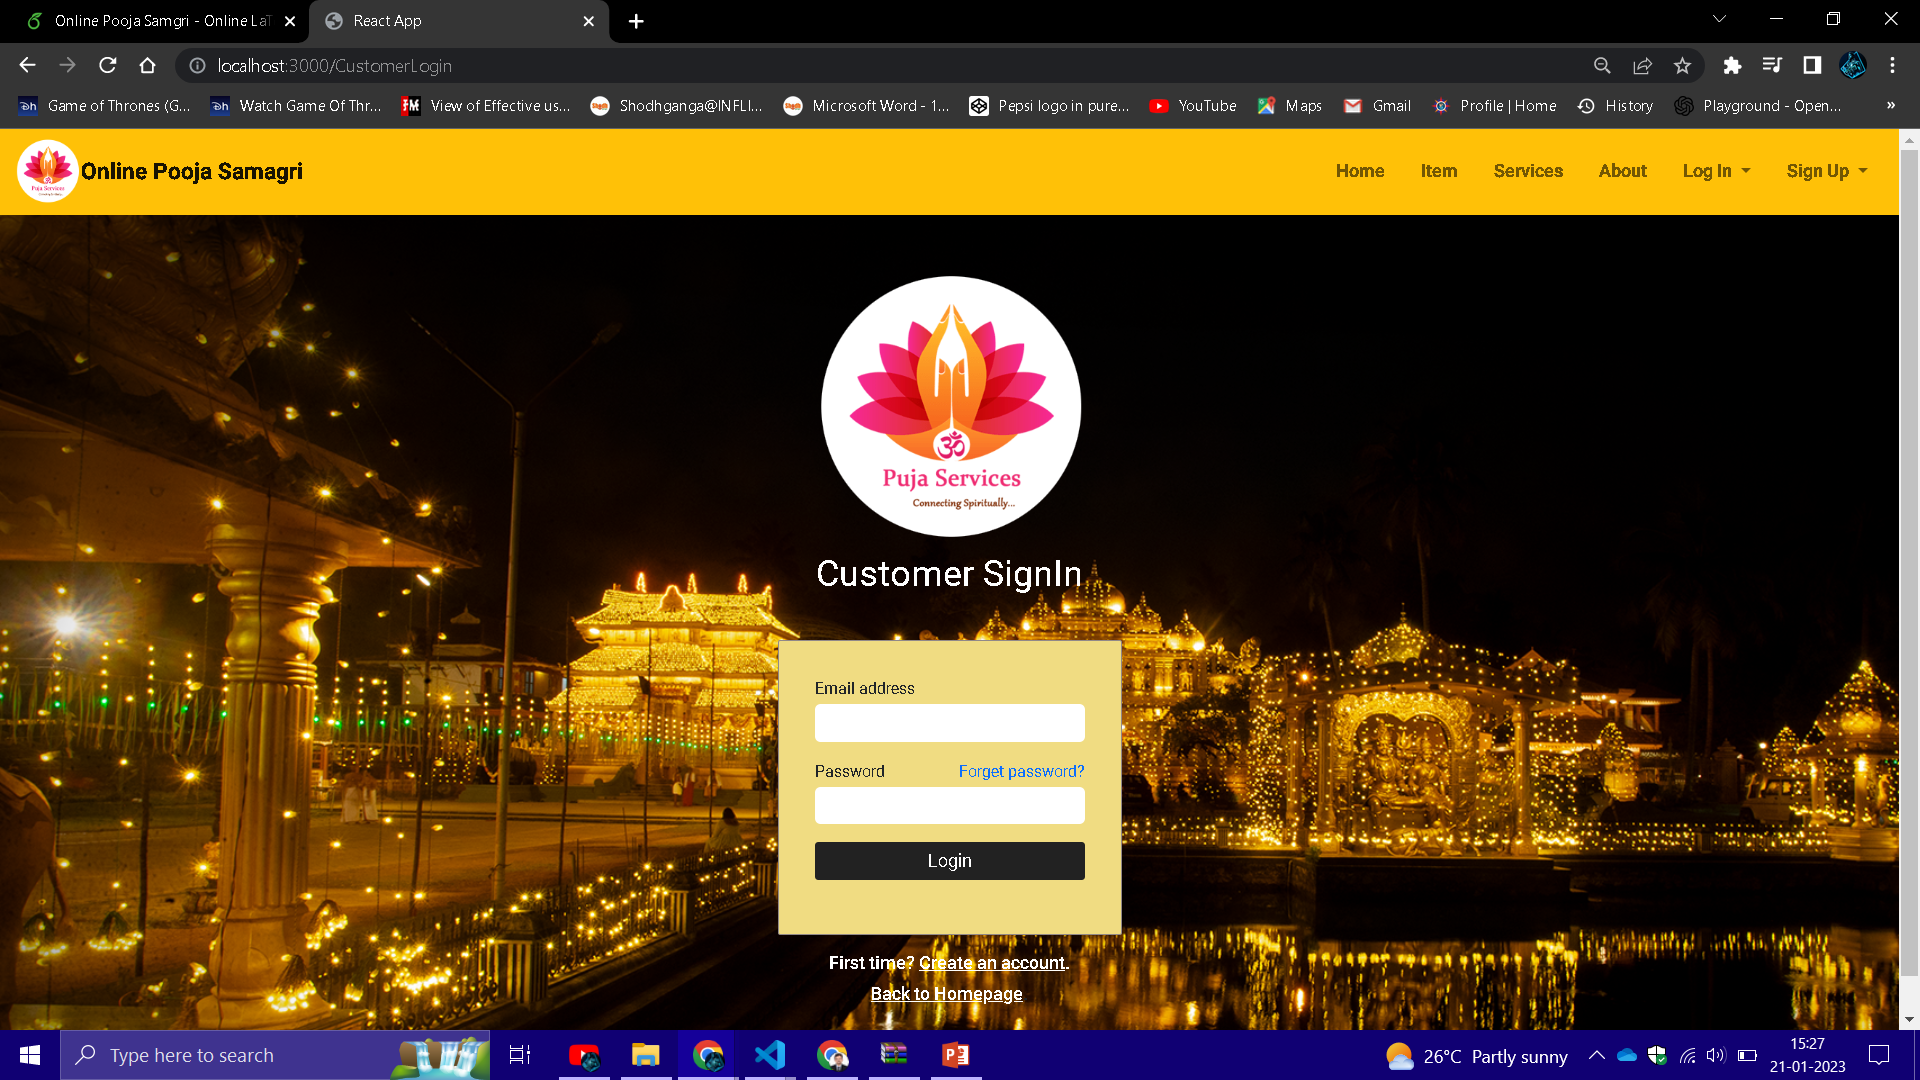 Online Pooja Samgri - Online LaT
React App
localhost:3000/CustomerLogin
Game of Thrones (G...
Watch Game Of Thr...
View of Effective us...
Shodhganga@INFLI...
Microsoft Word - 1...
Pepsi logo in pure...
YouTube
Maps
Gmail
Profile | Home
History
Playground - Open...
»
Puja Services
Online Pooja Samagri
Home
Item
Services
About
Log In
Sign Up
ॐ
Puja Services
Connecting Spiritually...
Customer SignIn
Email address
Password
Forget password?
Login
First time? Create an account.
Back to Homepage
Type here to search
26°C Partly sunny
15:27
21-01-2023